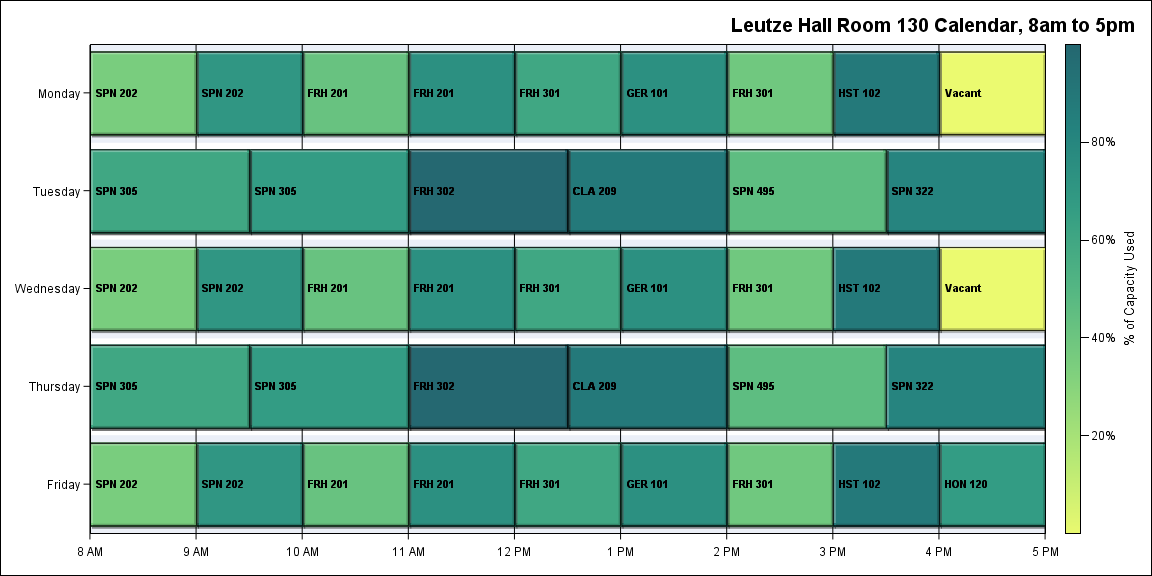 Leutze Hall Room 130 Calendar, 8am to 5pm
Monday
SPN 202
SPN 202
FRH 201
FRH 201
FRH 301
GER 101
FRH 301
HST 102
Vacant
Tuesday
SPN 305
SPN 305
FRH 302
CLA 209
SPN 495
SPN 322
Wednesday
SPN 202
SPN 202
FRH 201
FRH 201
FRH 301
GER 101
FRH 301
HST 102
Vacant
Thursday
SPN 305
SPN 305
FRH 302
CLA 209
SPN 495
SPN 322
Friday
SPN 202
SPN 202
FRH 201
FRH 201
FRH 301
GER 101
FRH 301
HST 102
HON 120
8 AM
9 AM
10 AM
11 AM
12 PM
1 PM
2 PM
3 PM
4 PM
5 PM
80%
60%
40%
20%
% of Capacity Used